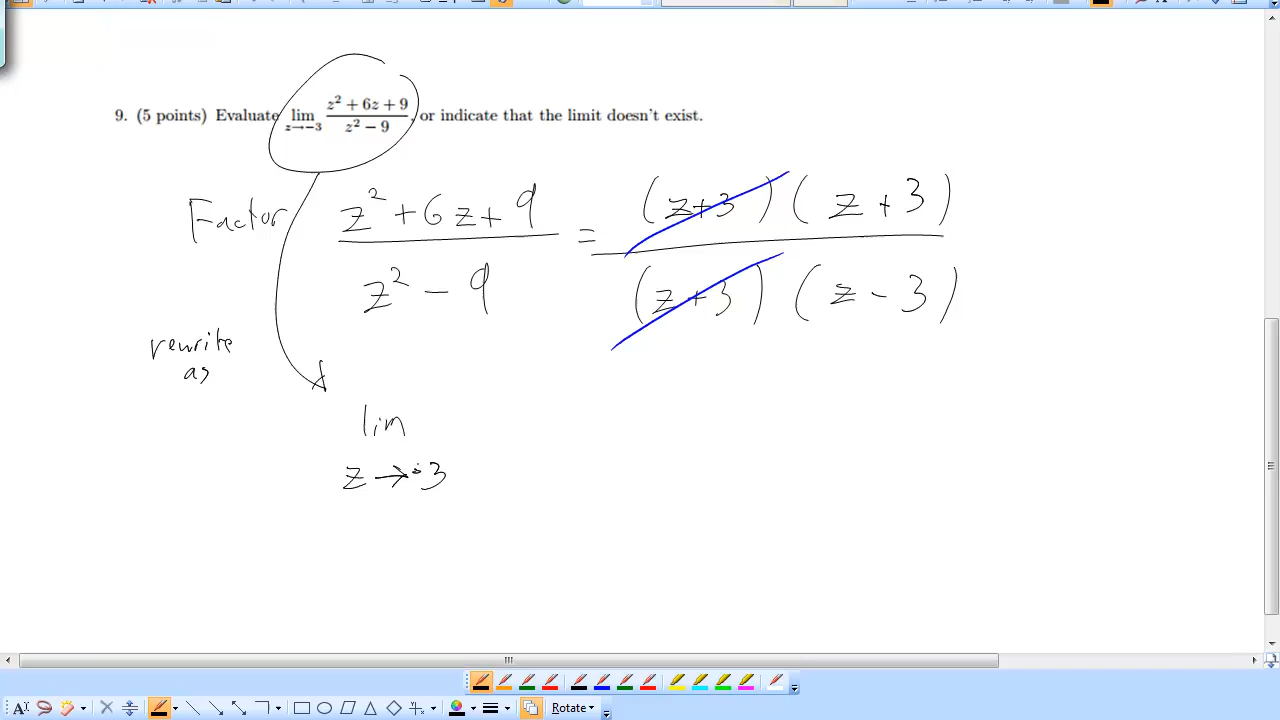 9. (5 points) Evaluate lim z→−3 (z² + 6z + 9)/(z² − 9), or indicate that the limit doesn't exist.
Factor (z² + 6z + 9)/(z² − 9) = ((z+3)(z+3))/((z+3)(z−3))
rewrite
as
lim
z → -3
Rotate